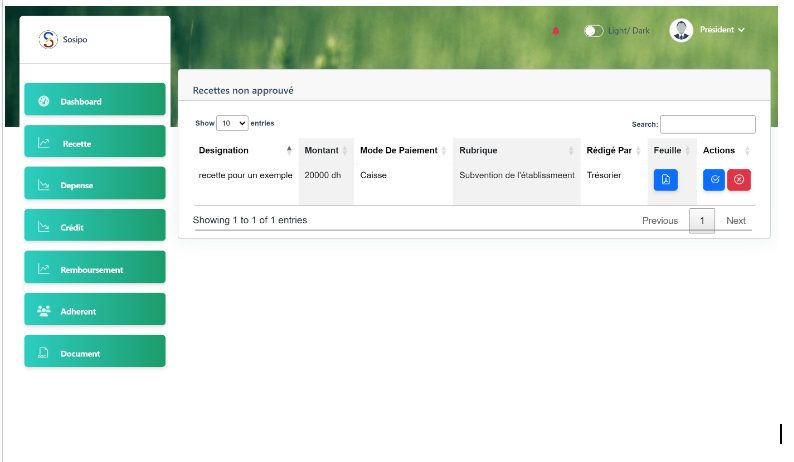 Sosipo
Light/ Dark
Président
Dashboard
Recette
Depense
Crédit
Remboursement
Adherent
Document
Recettes non approuvé
Show 10 entries
Search:
Designation Montant Mode De Paiement Rubrique Rédigé Par Feuille Actions
recette pour un exemple 20000 dh Caisse Subvention de l'établissmeent Trésorier
Showing 1 to 1 of 1 entries
Previous 1 Next